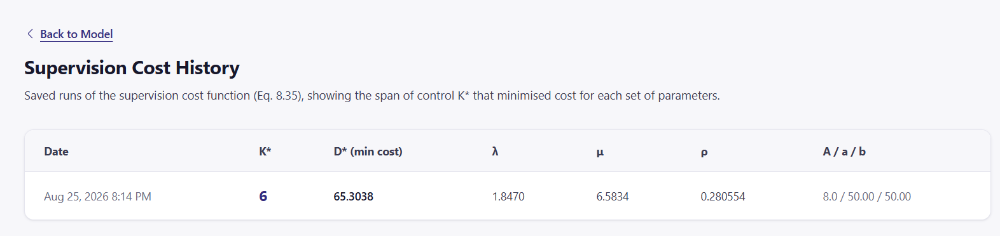 Back to Model
Supervision Cost History
Saved runs of the supervision cost function (Eq. 8.35), showing the span of control K* that minimised cost for each set of parameters.
Date K* D* (min cost) λ μ ρ A / a / b
Aug 25, 2026 8:14 PM 6 65.3038 1.8470 6.5834 0.280554 8.0 / 50.00 / 50.00